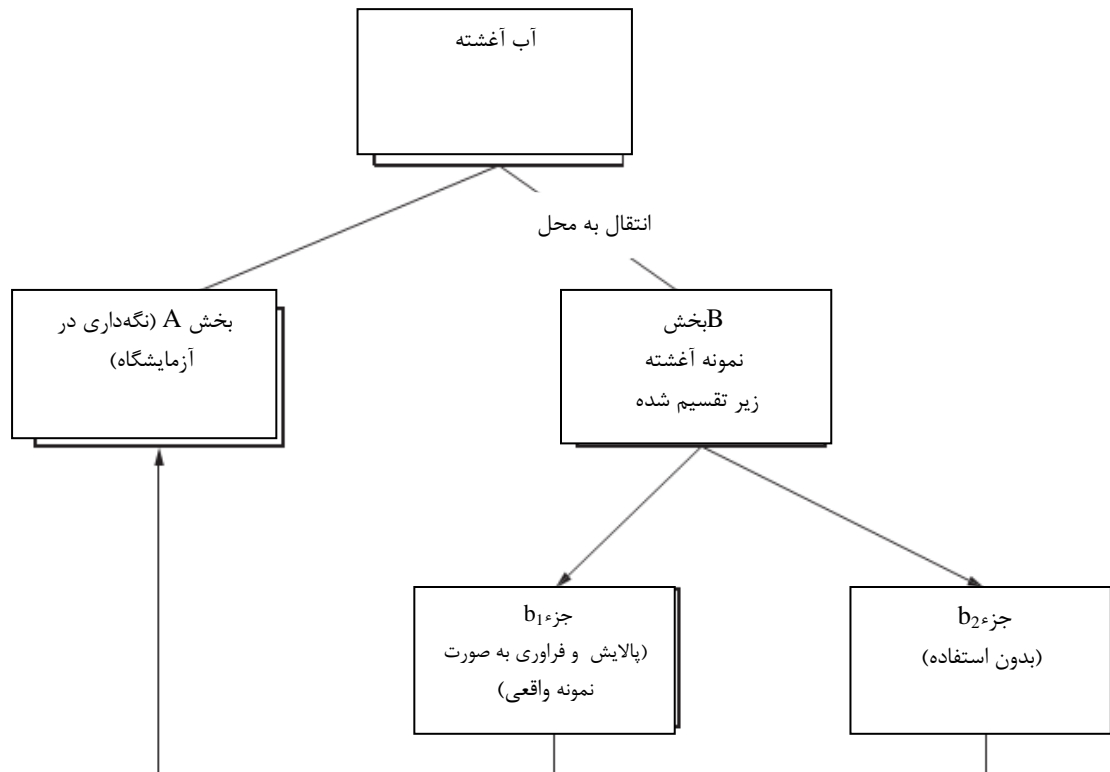 آب آغشته
انتقال به محل
بخش A (نگه‌داری در
آزمایشگاه)
بخشB
نمونه آغشته
زیر تقسیم شده
جزءb₁
(پالایش و فراوری به صورت
نمونه واقعی)
جزءb₂
(بدون استفاده)